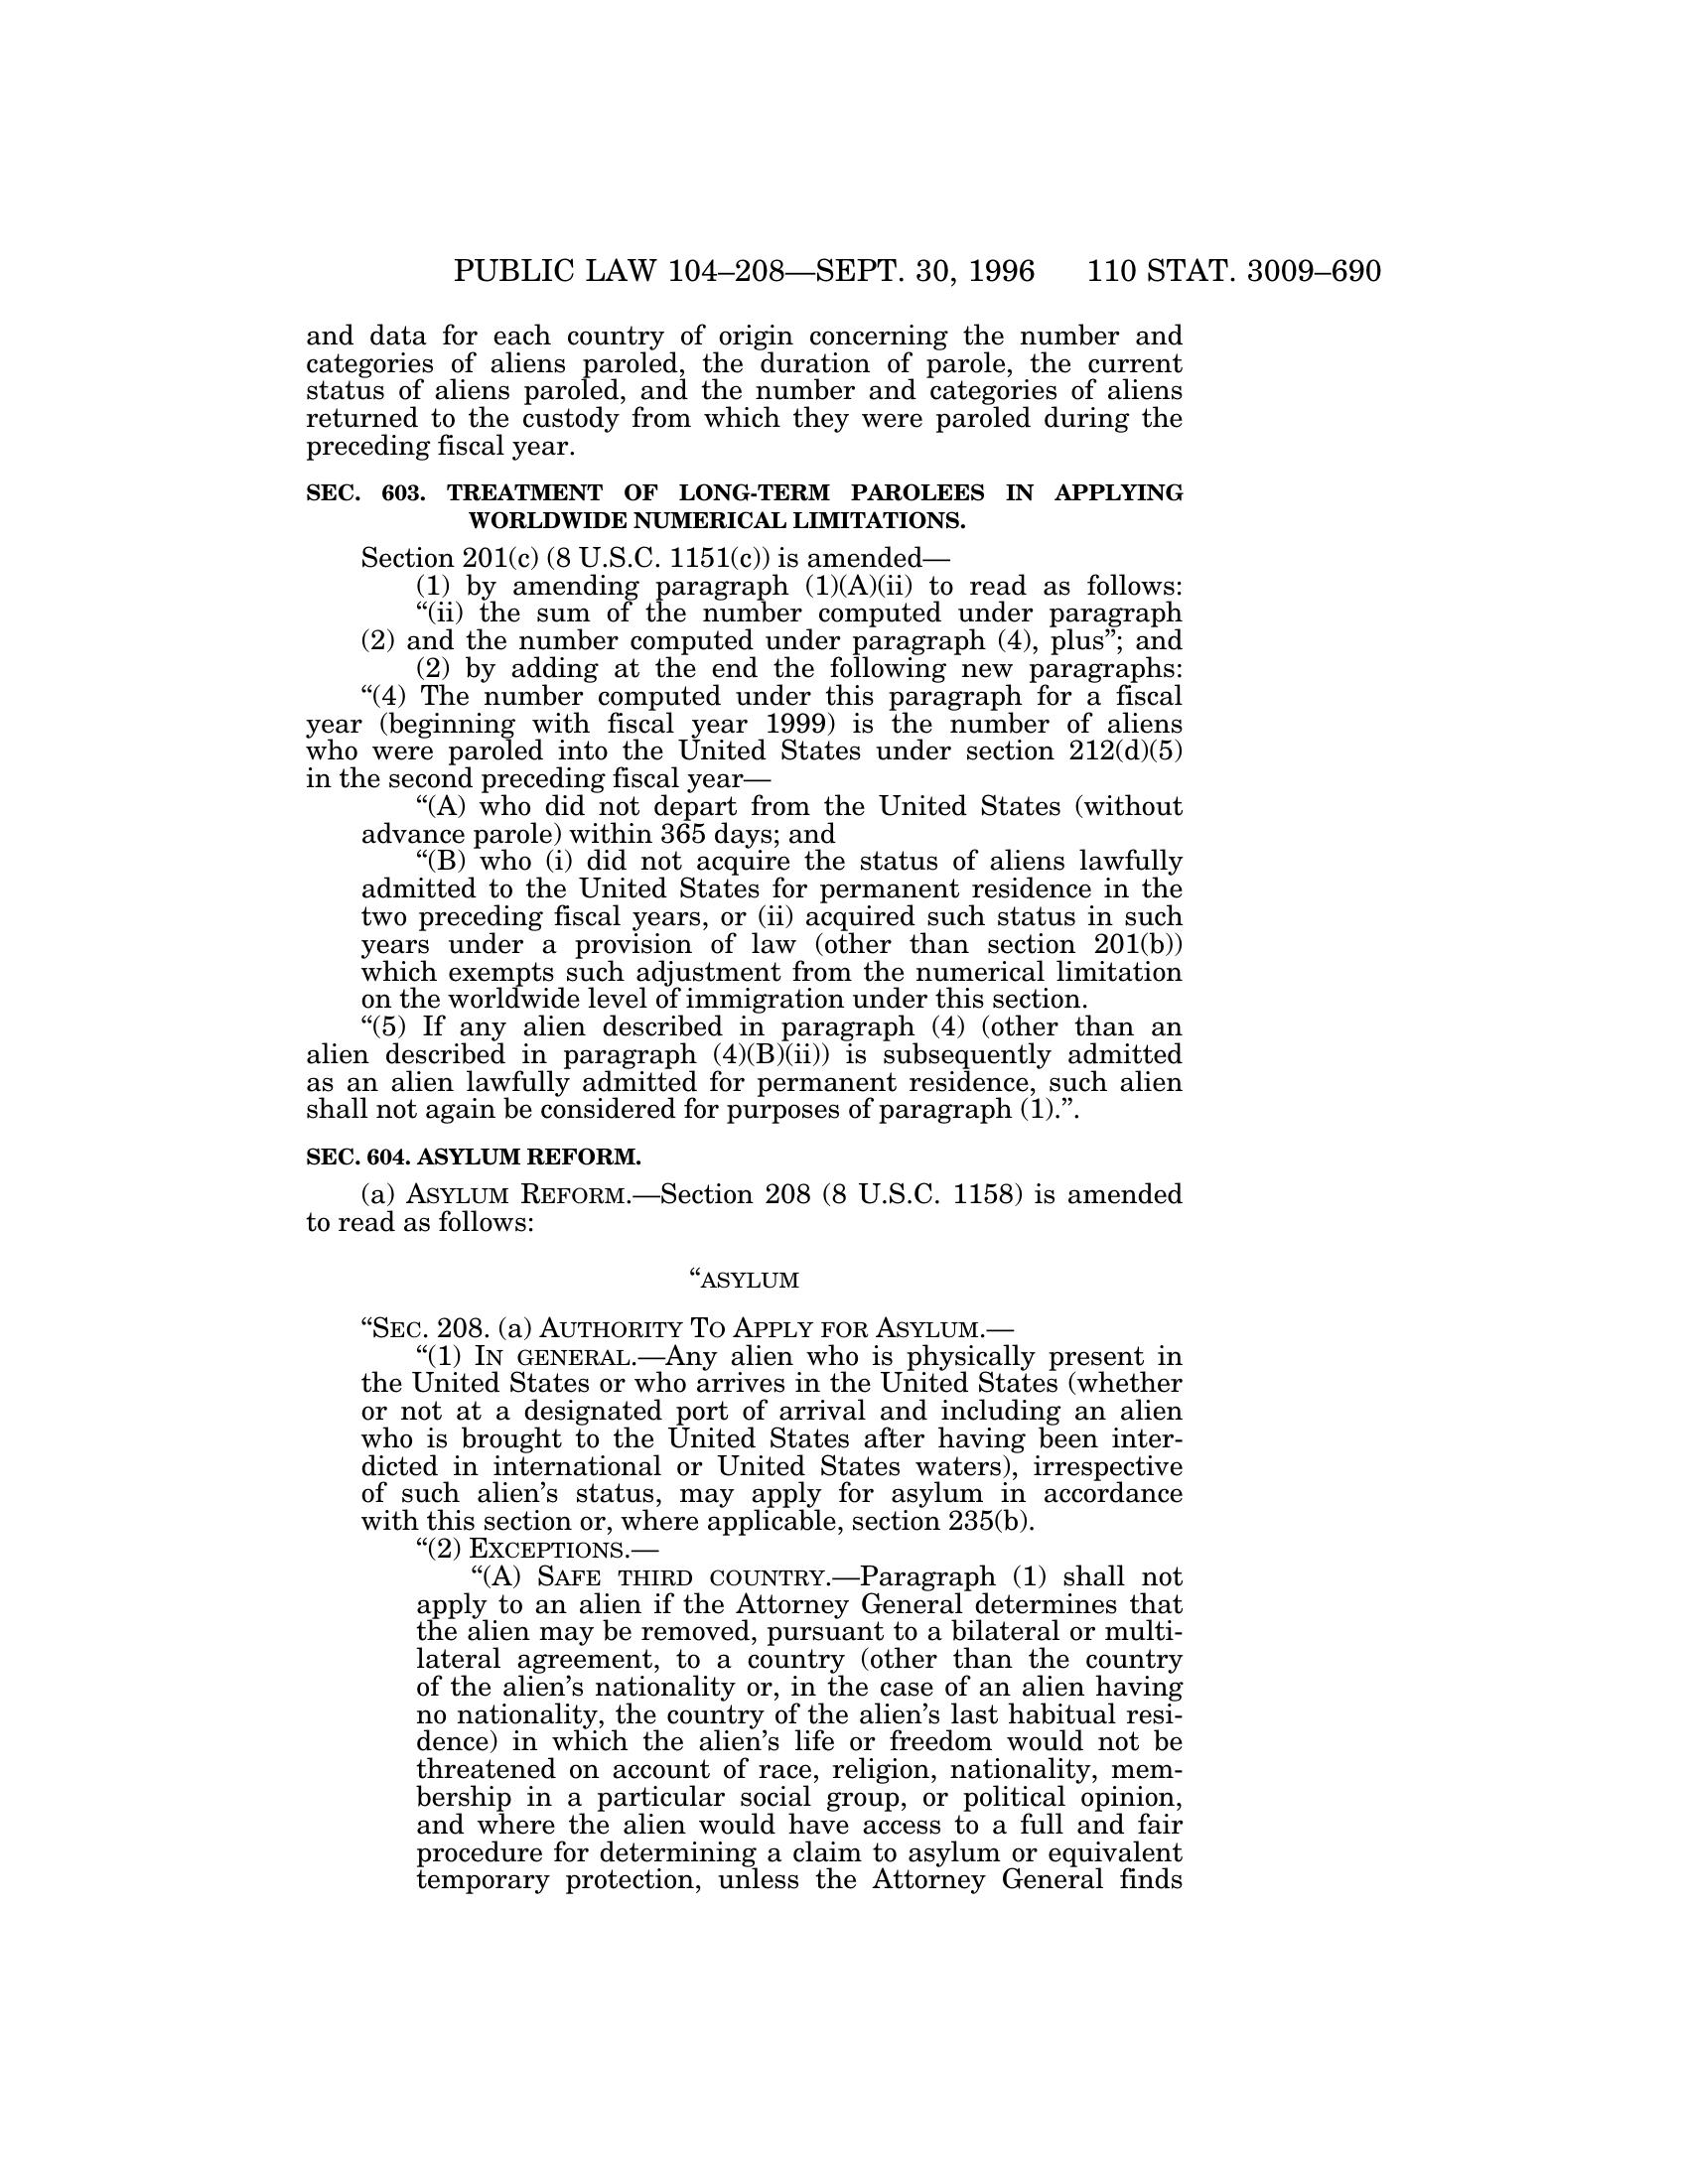 PUBLIC LAW 104–208—SEPT. 30, 1996 110 STAT. 3009–690
and data for each country of origin concerning the number and
categories of aliens paroled, the duration of parole, the current
status of aliens paroled, and the number and categories of aliens
returned to the custody from which they were paroled during the
preceding fiscal year.
SEC. 603. TREATMENT OF LONG-TERM PAROLEES IN APPLYING
WORLDWIDE NUMERICAL LIMITATIONS.
Section 201(c) (8 U.S.C. 1151(c)) is amended—
(1) by amending paragraph (1)(A)(ii) to read as follows:
“(ii) the sum of the number computed under paragraph
(2) and the number computed under paragraph (4), plus”; and
(2) by adding at the end the following new paragraphs:
“(4) The number computed under this paragraph for a fiscal
year (beginning with fiscal year 1999) is the number of aliens
who were paroled into the United States under section 212(d)(5)
in the second preceding fiscal year—
“(A) who did not depart from the United States (without
advance parole) within 365 days; and
“(B) who (i) did not acquire the status of aliens lawfully
admitted to the United States for permanent residence in the
two preceding fiscal years, or (ii) acquired such status in such
years under a provision of law (other than section 201(b))
which exempts such adjustment from the numerical limitation
on the worldwide level of immigration under this section.
“(5) If any alien described in paragraph (4) (other than an
alien described in paragraph (4)(B)(ii)) is subsequently admitted
as an alien lawfully admitted for permanent residence, such alien
shall not again be considered for purposes of paragraph (1).”.
SEC. 604. ASYLUM REFORM.
(a) ASYLUM REFORM.—Section 208 (8 U.S.C. 1158) is amended
to read as follows:
“ASYLUM
“SEC. 208. (a) AUTHORITY TO APPLY FOR ASYLUM.—
“(1) IN GENERAL.—Any alien who is physically present in
the United States or who arrives in the United States (whether
or not at a designated port of arrival and including an alien
who is brought to the United States after having been inter-
dicted in international or United States waters), irrespective
of such alien’s status, may apply for asylum in accordance
with this section or, where applicable, section 235(b).
“(2) EXCEPTIONS.—
“(A) SAFE THIRD COUNTRY.—Paragraph (1) shall not
apply to an alien if the Attorney General determines that
the alien may be removed, pursuant to a bilateral or multi-
lateral agreement, to a country (other than the country
of the alien’s nationality or, in the case of an alien having
no nationality, the country of the alien’s last habitual resi-
dence) in which the alien’s life or freedom would not be
threatened on account of race, religion, nationality, mem-
bership in a particular social group, or political opinion,
and where the alien would have access to a full and fair
procedure for determining a claim to asylum or equivalent
temporary protection, unless the Attorney General finds